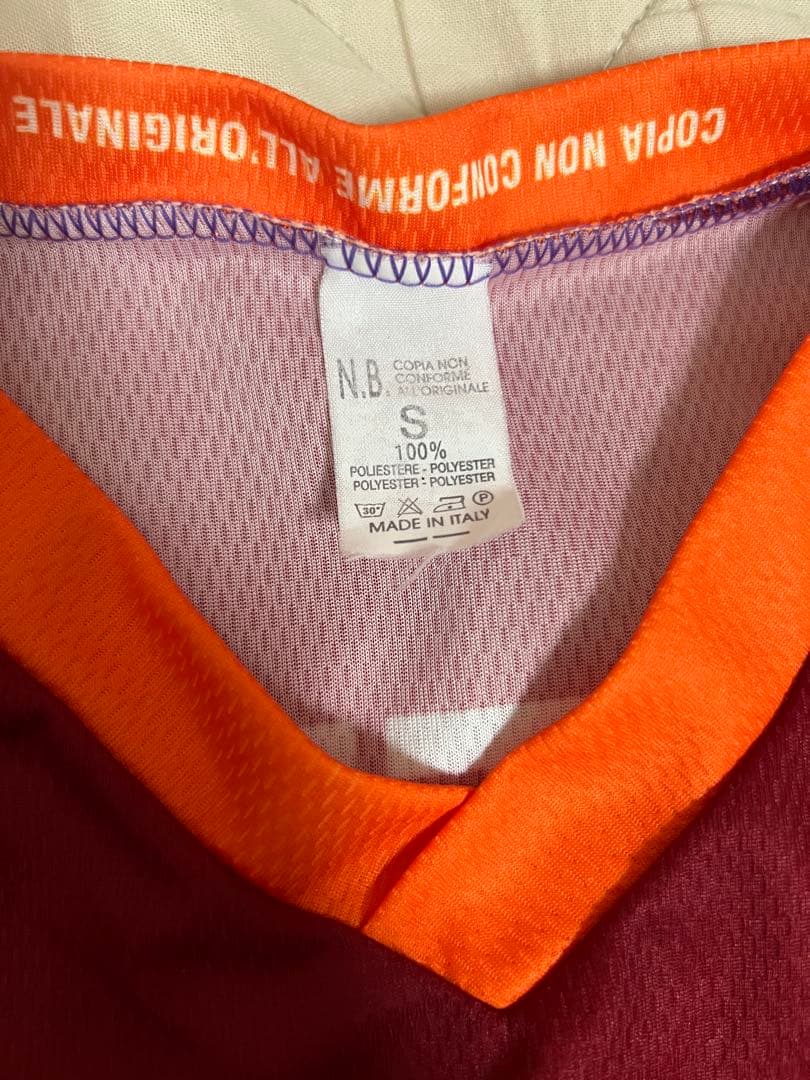 COPIA NON CONFORME ALL'ORIGINALE
N.B. COPIA NON
CONFORME
ALL'ORIGINALE
S
100%
POLIESTERE - POLYESTER
POLYESTER - POLYESTER
30° P
MADE IN ITALY